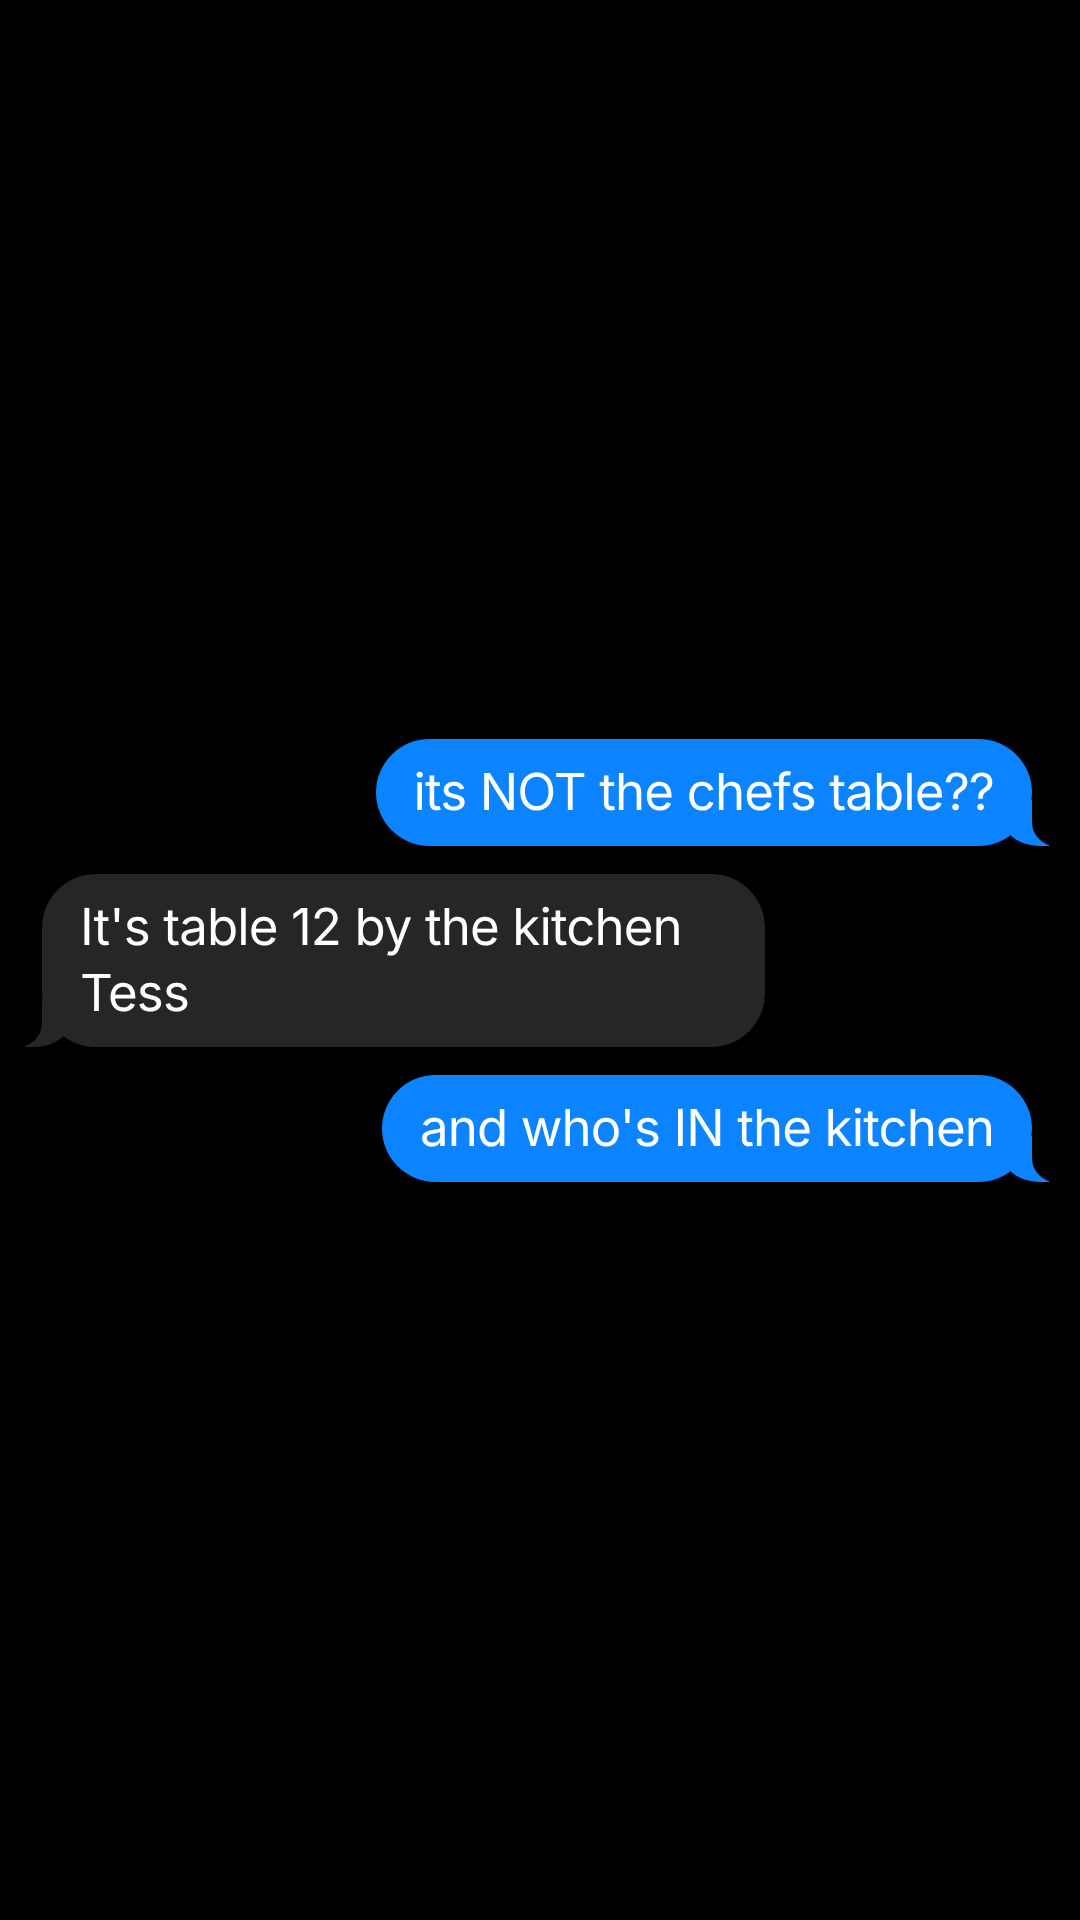 its NOT the chefs table??
It's table 12 by the kitchen
Tess
and who's IN the kitchen